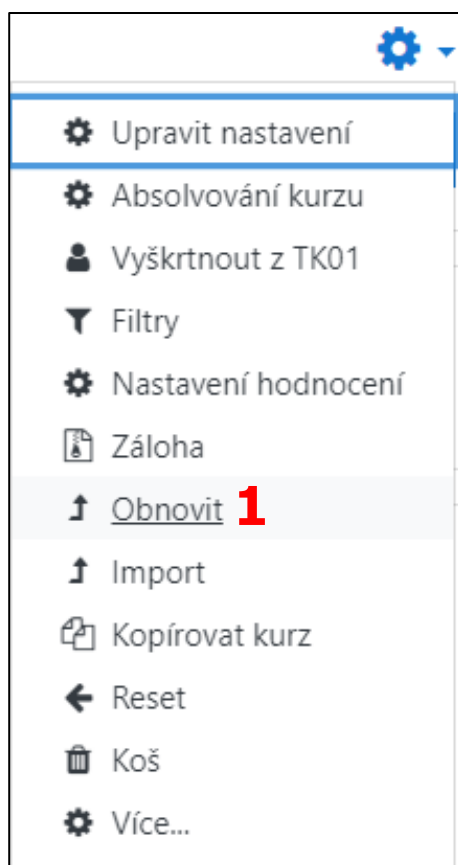 Upravit nastavení
Absolvování kurzu
Vyškrtnout z TK01
Filtry
Nastavení hodnocení
Záloha
Obnovit 1
Import
Kopírovat kurz
Reset
Koš
Více...